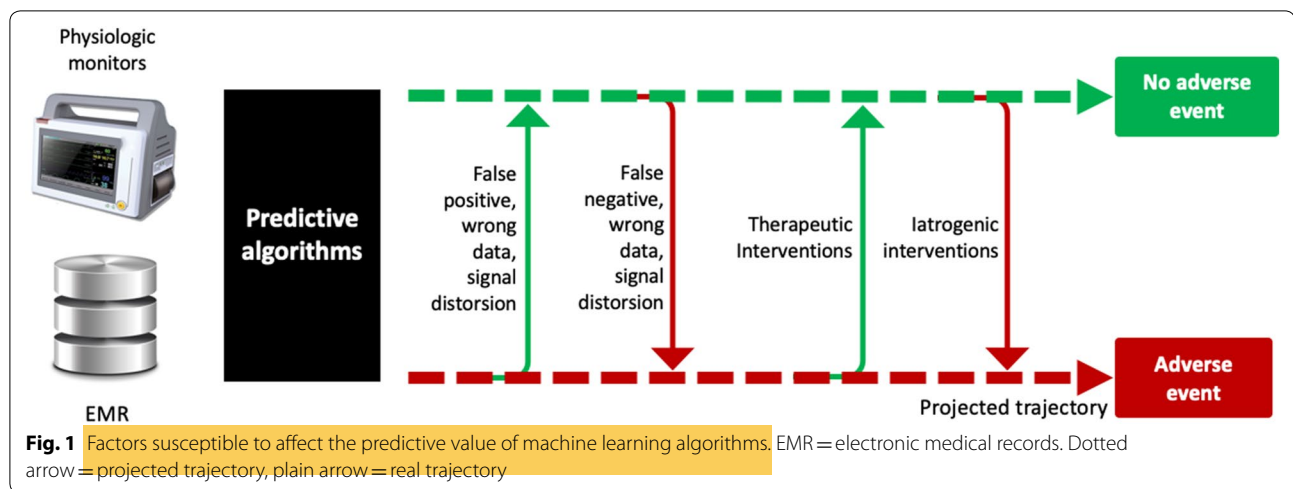 Physiologic
monitors
Predictive
algorithms
EMR
False
positive,
wrong
data,
signal
distorsion
False
negative,
wrong
data,
signal
distorsion
Therapeutic
Interventions
Iatrogenic
interventions
No adverse
event
Adverse
event
Projected trajectory
Fig. 1 Factors susceptible to affect the predictive value of machine learning algorithms. EMR = electronic medical records. Dotted
arrow = projected trajectory, plain arrow = real trajectory